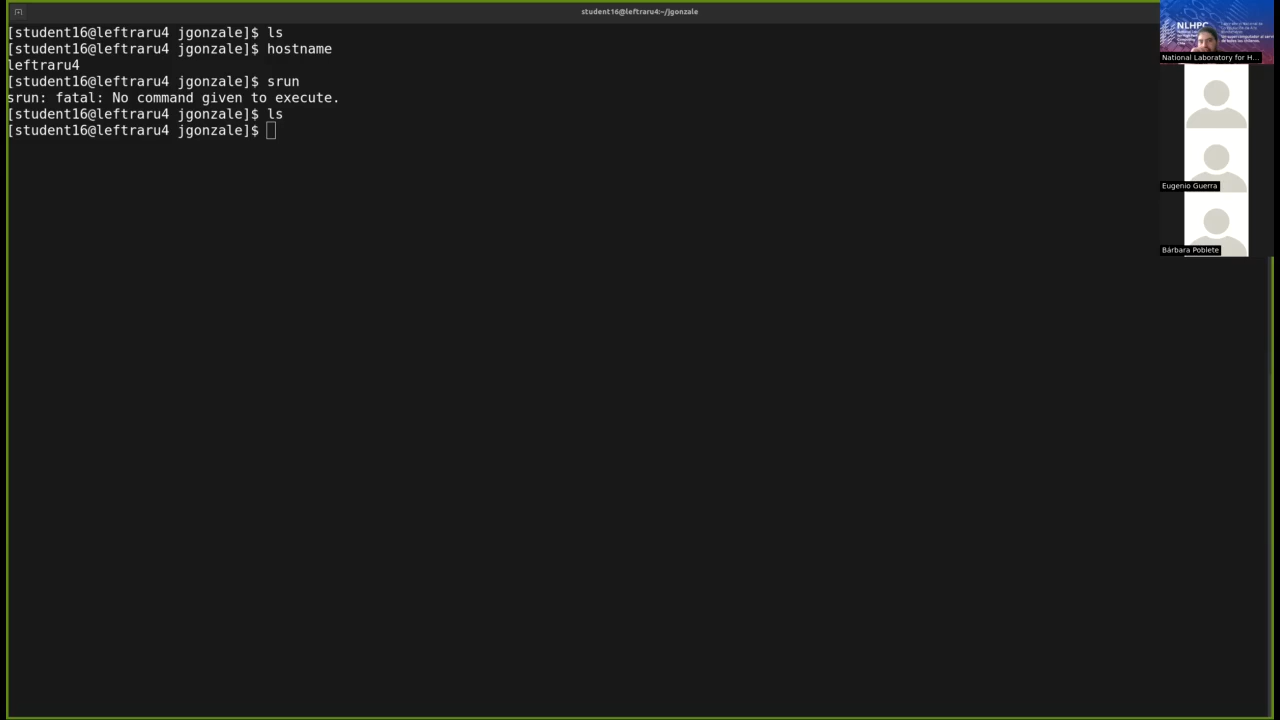 student16@leftraru4:~/jgonzale
[student16@leftraru4 jgonzale]$ ls
[student16@leftraru4 jgonzale]$ hostname
leftraru4
[student16@leftraru4 jgonzale]$ srun
srun: fatal: No command given to execute.
[student16@leftraru4 jgonzale]$ ls
[student16@leftraru4 jgonzale]$
NLHPC
National Laboratory for H...
Eugenio Guerra
Bárbara Poblete